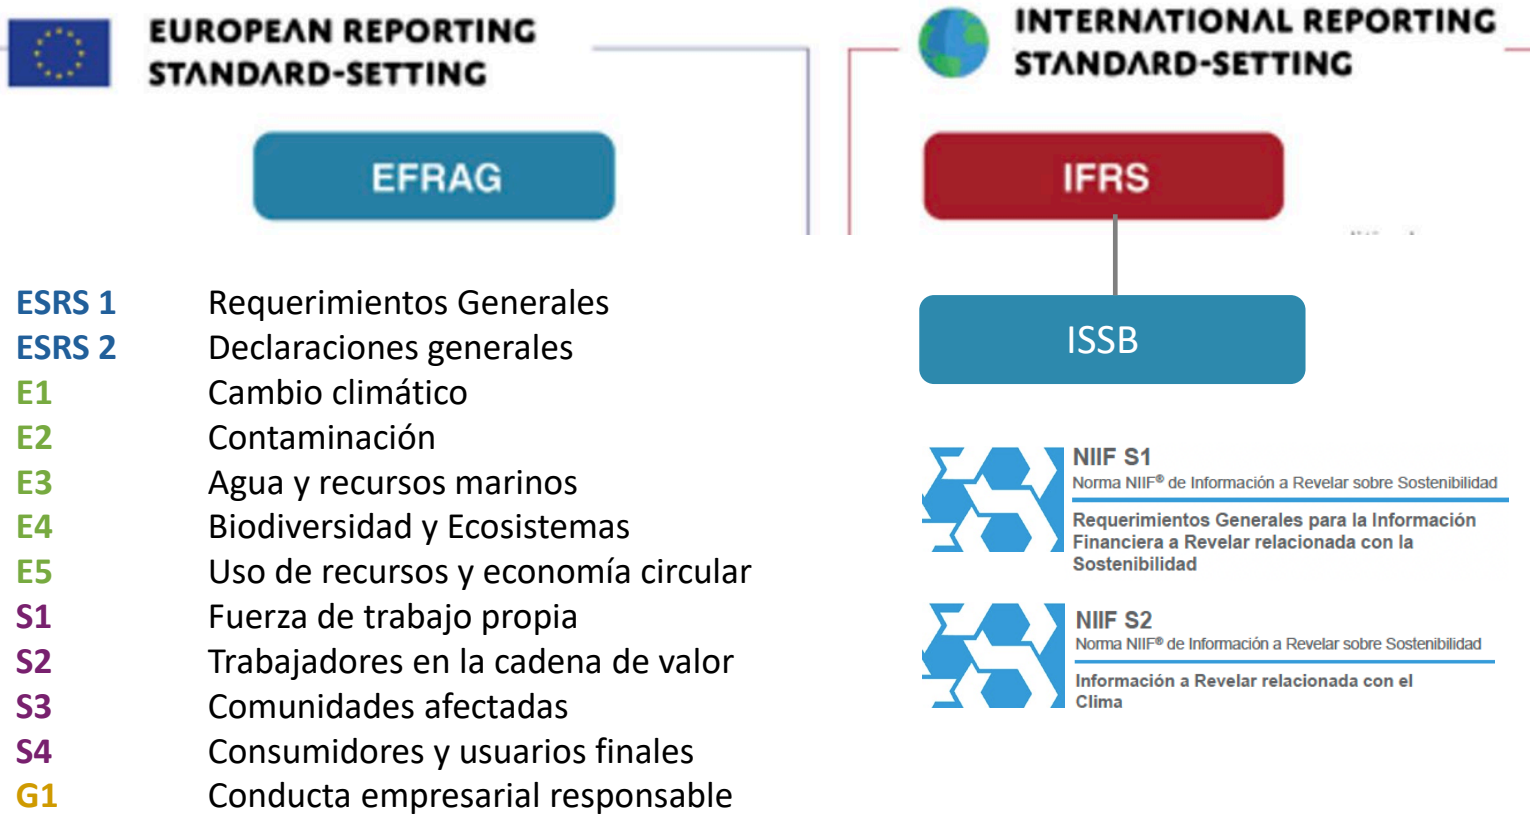 EUROPEAN REPORTING
STANDARD-SETTING
EFRAG
ESRS 1 Requerimientos Generales
ESRS 2 Declaraciones generales
E1 Cambio climático
E2 Contaminación
E3 Agua y recursos marinos
E4 Biodiversidad y Ecosistemas
E5 Uso de recursos y economía circular
S1 Fuerza de trabajo propia
S2 Trabajadores en la cadena de valor
S3 Comunidades afectadas
S4 Consumidores y usuarios finales
G1 Conducta empresarial responsable
INTERNATIONAL REPORTING
STANDARD-SETTING
IFRS
ISSB
NIIF S1
Norma NIIF® de Información a Revelar sobre Sostenibilidad
Requerimientos Generales para la Información
Financiera a Revelar relacionada con la
Sostenibilidad
NIIF S2
Norma NIIF® de Información a Revelar sobre Sostenibilidad
Información a Revelar relacionada con el
Clima